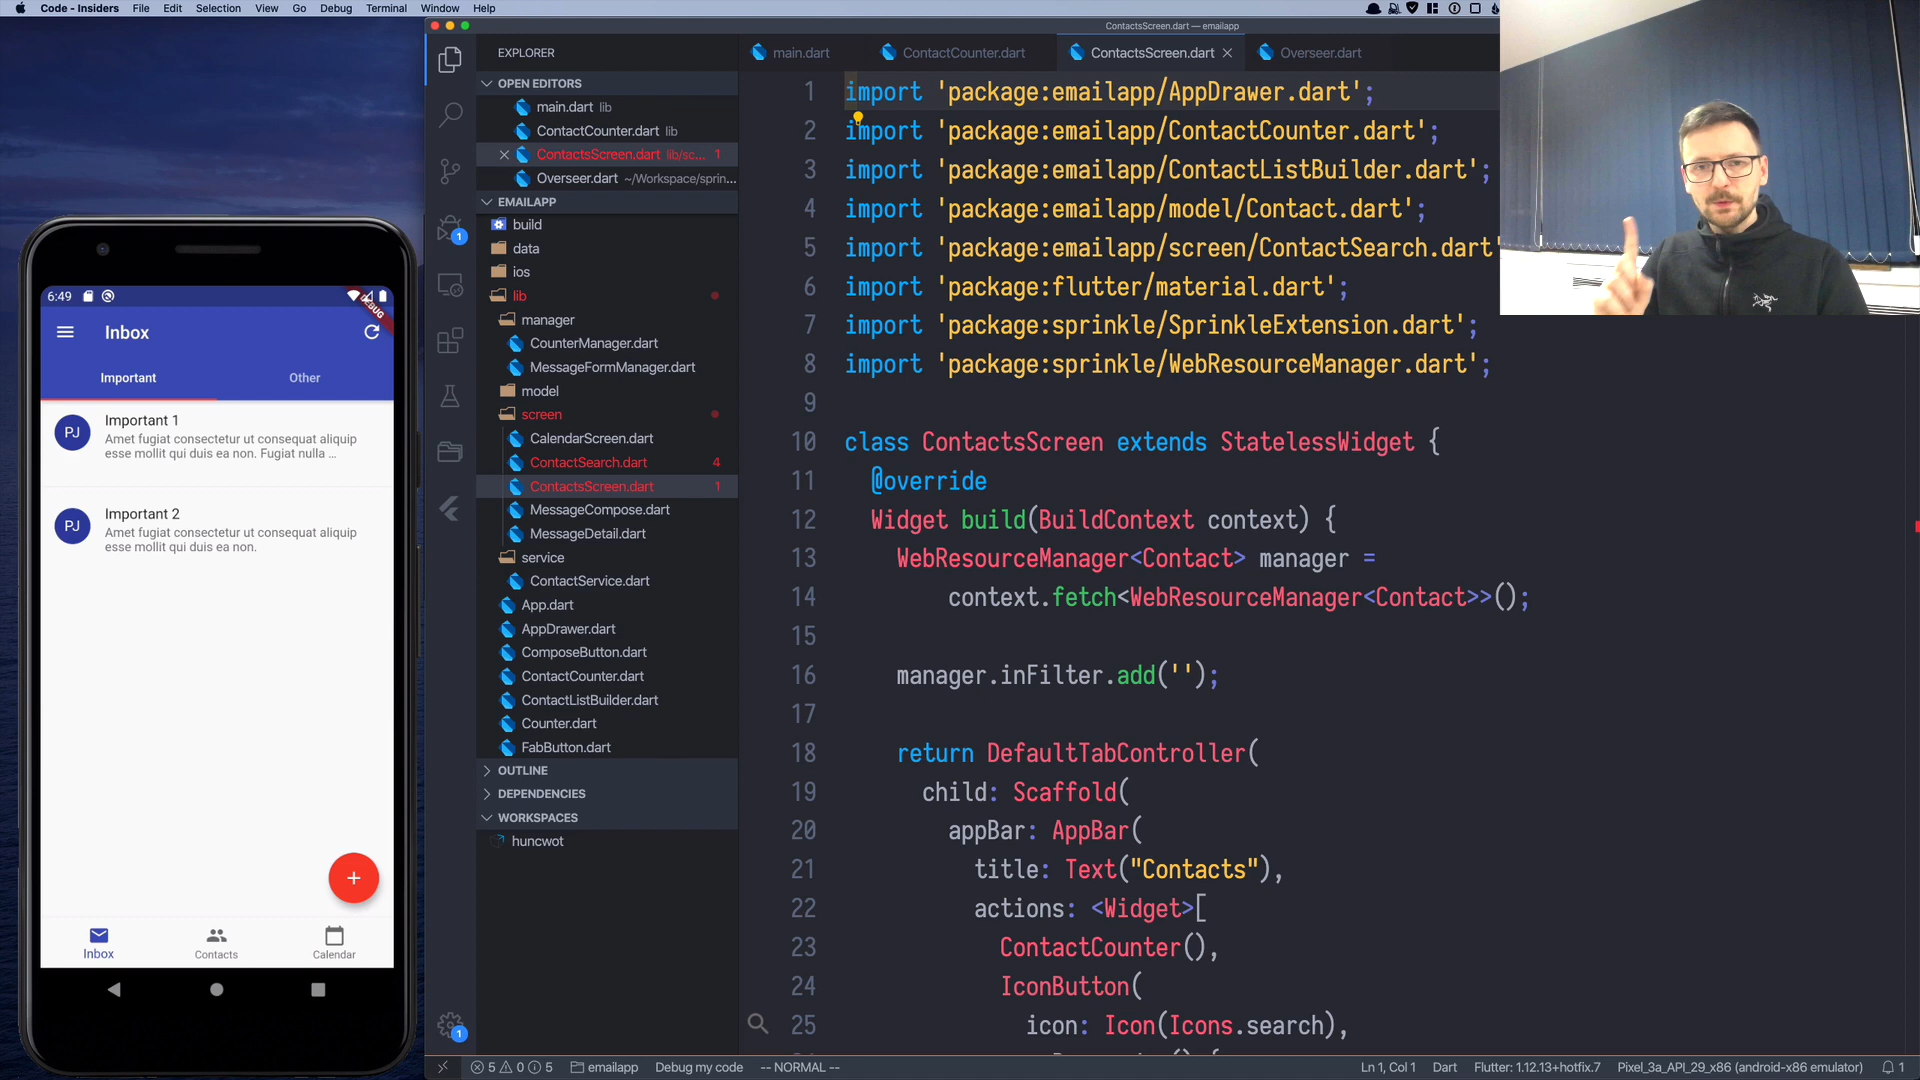 Code - Insiders File Edit Selection View Go Debug Terminal Window Help
ContactsScreen.dart — emailapp
EXPLORER
OPEN EDITORS
main.dart lib
ContactCounter.dart lib
ContactsScreen.dart lib/sc... 1
Overseer.dart ~/Workspace/sprin...
EMAILAPP
build
data
ios
lib
manager
CounterManager.dart
MessageFormManager.dart
model
screen
CalendarScreen.dart
ContactSearch.dart 4
ContactsScreen.dart 1
MessageCompose.dart
MessageDetail.dart
service
ContactService.dart
App.dart
AppDrawer.dart
ComposeButton.dart
ContactCounter.dart
ContactListBuilder.dart
Counter.dart
FabButton.dart
OUTLINE
DEPENDENCIES
WORKSPACES
huncwot
1
1
main.dart ContactCounter.dart ContactsScreen.dart Overseer.dart
1 import 'package:emailapp/AppDrawer.dart';
2 import 'package:emailapp/ContactCounter.dart';
3 import 'package:emailapp/ContactListBuilder.dart';
4 import 'package:emailapp/model/Contact.dart';
5 import 'package:emailapp/screen/ContactSearch.dart'
6 import 'package:flutter/material.dart';
7 import 'package:sprinkle/SprinkleExtension.dart';
8 import 'package:sprinkle/WebResourceManager.dart';
9
10 class ContactsScreen extends StatelessWidget {
11 @override
12 Widget build(BuildContext context) {
13 WebResourceManager<Contact> manager =
14 context.fetch<WebResourceManager<Contact>>();
15
16 manager.inFilter.add('');
17
18 return DefaultTabController(
19 child: Scaffold(
20 appBar: AppBar(
21 title: Text("Contacts"),
22 actions: <Widget>[
23 ContactCounter(),
24 IconButton(
25 icon: Icon(Icons.search),
6:49
DEBUG
Inbox
Important Other
PJ
Important 1
Amet fugiat consectetur ut consequat aliquip
esse mollit qui duis ea non. Fugiat nulla ...
PJ
Important 2
Amet fugiat consectetur ut consequat aliquip
esse mollit qui duis ea non.
+
Inbox Contacts Calendar
5 0 5 emailapp Debug my code -- NORMAL -- Ln 1, Col 1 Dart Flutter: 1.12.13+hotfix.7 Pixel_3a_API_29_x86 (android-x86 emulator) 1